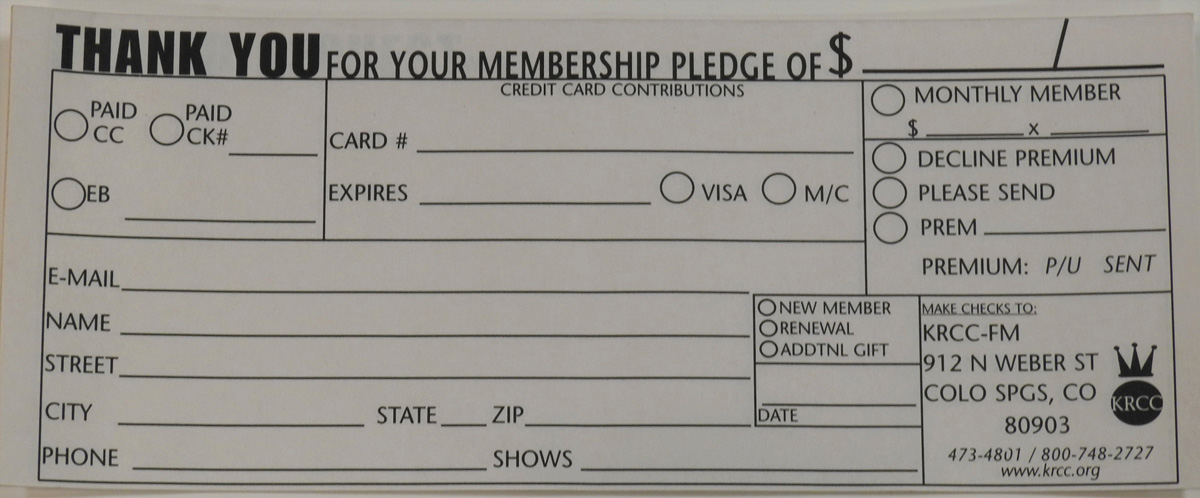 THANK YOU FOR YOUR MEMBERSHIP PLEDGE OF $ /
PAID CC
PAID CK#
EB
CREDIT CARD CONTRIBUTIONS
CARD #
EXPIRES VISA M/C
MONTHLY MEMBER
$ x
DECLINE PREMIUM
PLEASE SEND
PREM
PREMIUM: P/U SENT
E-MAIL
NAME
STREET
CITY STATE ZIP
PHONE SHOWS
NEW MEMBER
RENEWAL
ADDTNL GIFT
DATE
MAKE CHECKS TO:
KRCC-FM
912 N WEBER ST
COLO SPGS, CO
80903
KRCC
473-4801 / 800-748-2727
www.krcc.org